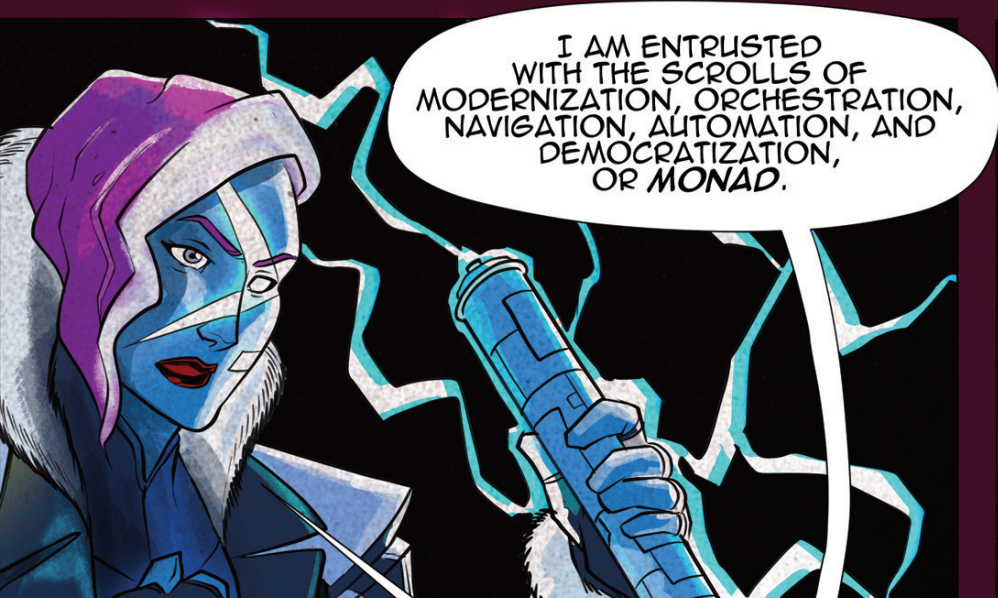 I AM ENTRUSTED
WITH THE SCROLLS OF
MODERNIZATION, ORCHESTRATION,
NAVIGATION, AUTOMATION, AND
DEMOCRATIZATION,
OR MONAD.